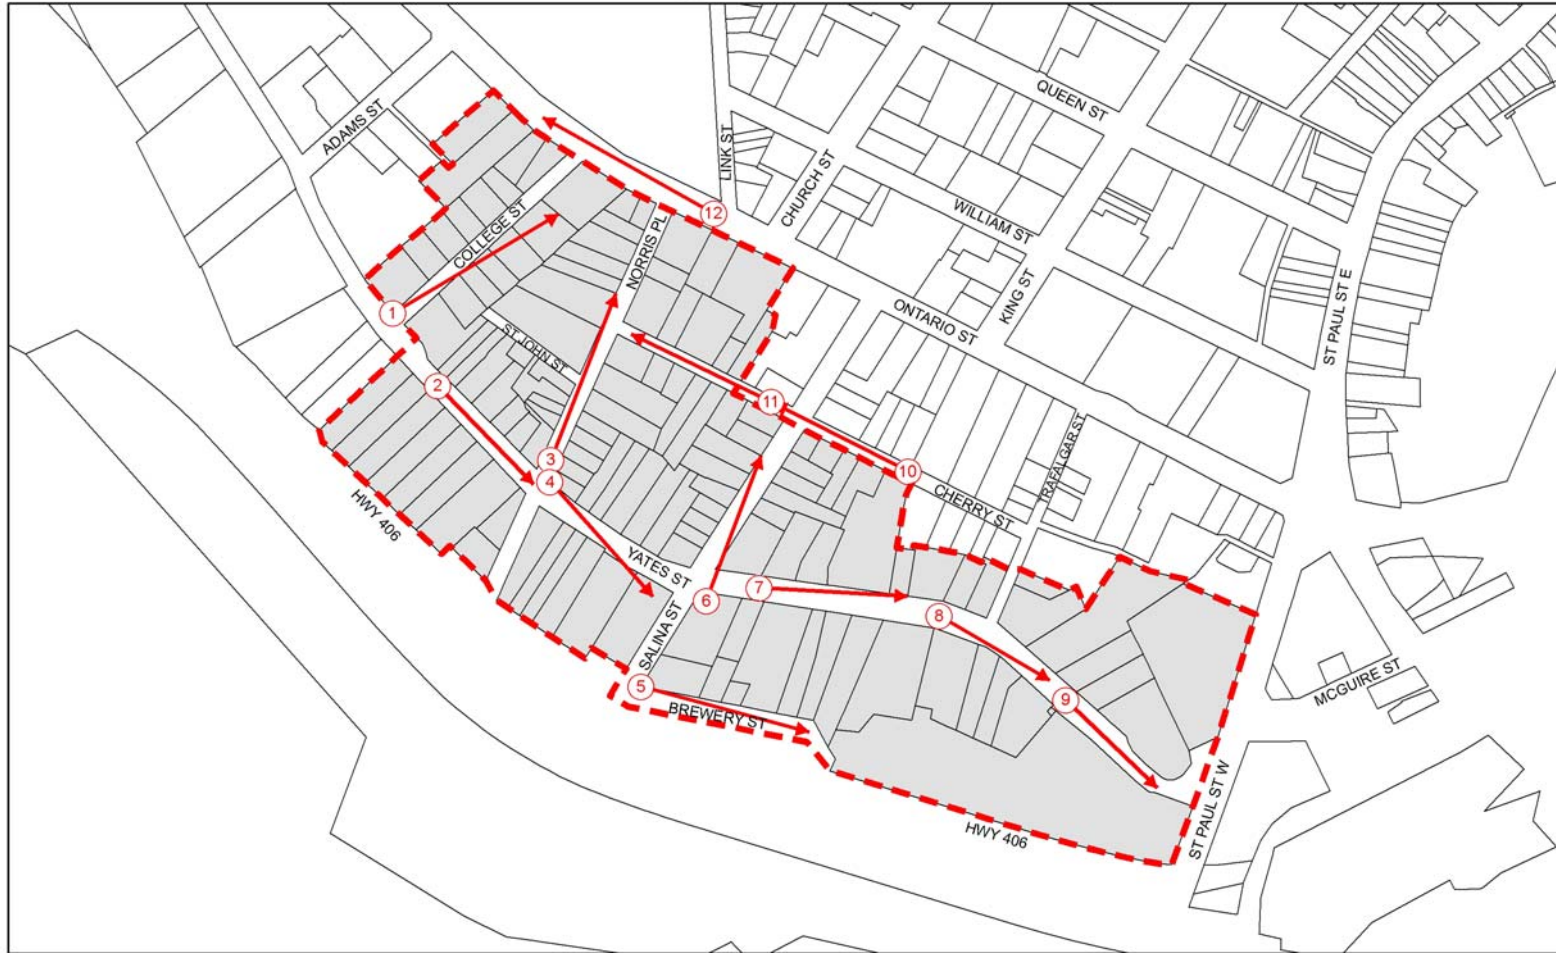 QUEEN ST
ADAMS ST
LINK ST
CHURCH ST
WILLIAM ST
12
COLLEGE ST
NORRIS PL
KING ST
ONTARIO ST
ST PAUL ST E
1
ST JOHN ST
2
11
3
4
10
TRAFALGAR ST
CHERRY ST
HWY 406
YATES ST
7
6
8
SALINA ST
5
MCGUIRE ST
9
BREWERY ST
ST PAUL ST W
HWY 406